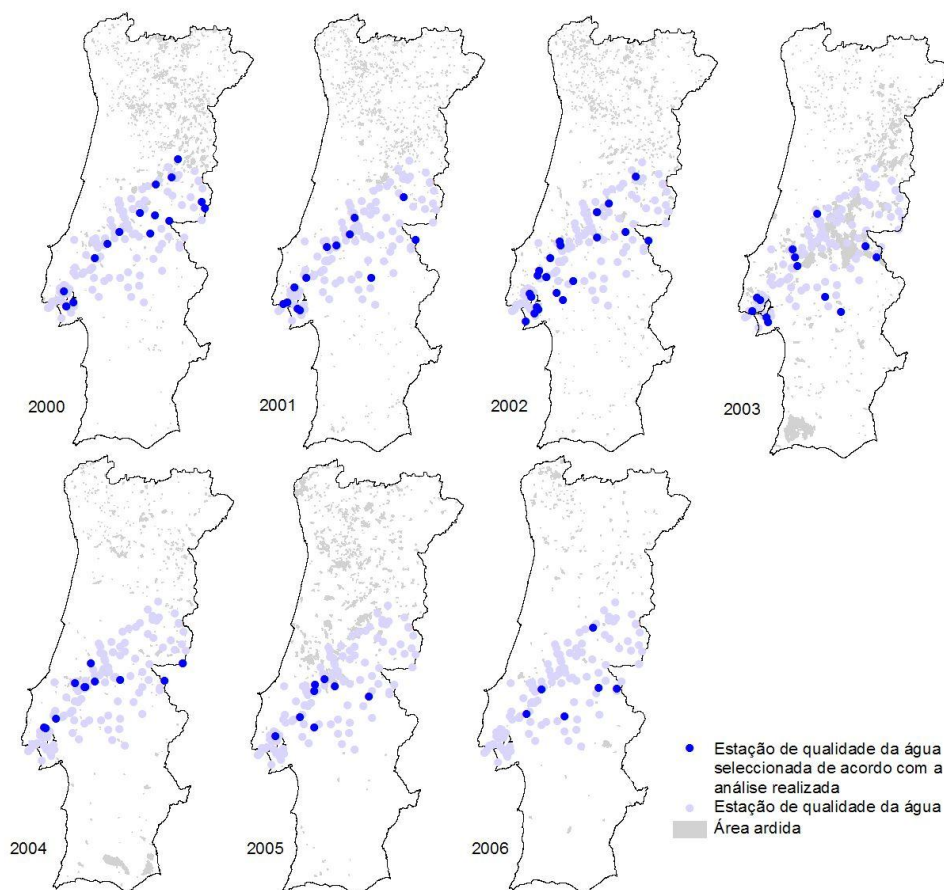 2000
2001
2002
2003
2004
2005
2006
Estação de qualidade da água
seleccionada de acordo com a
análise realizada
Estação de qualidade da água
Área ardida